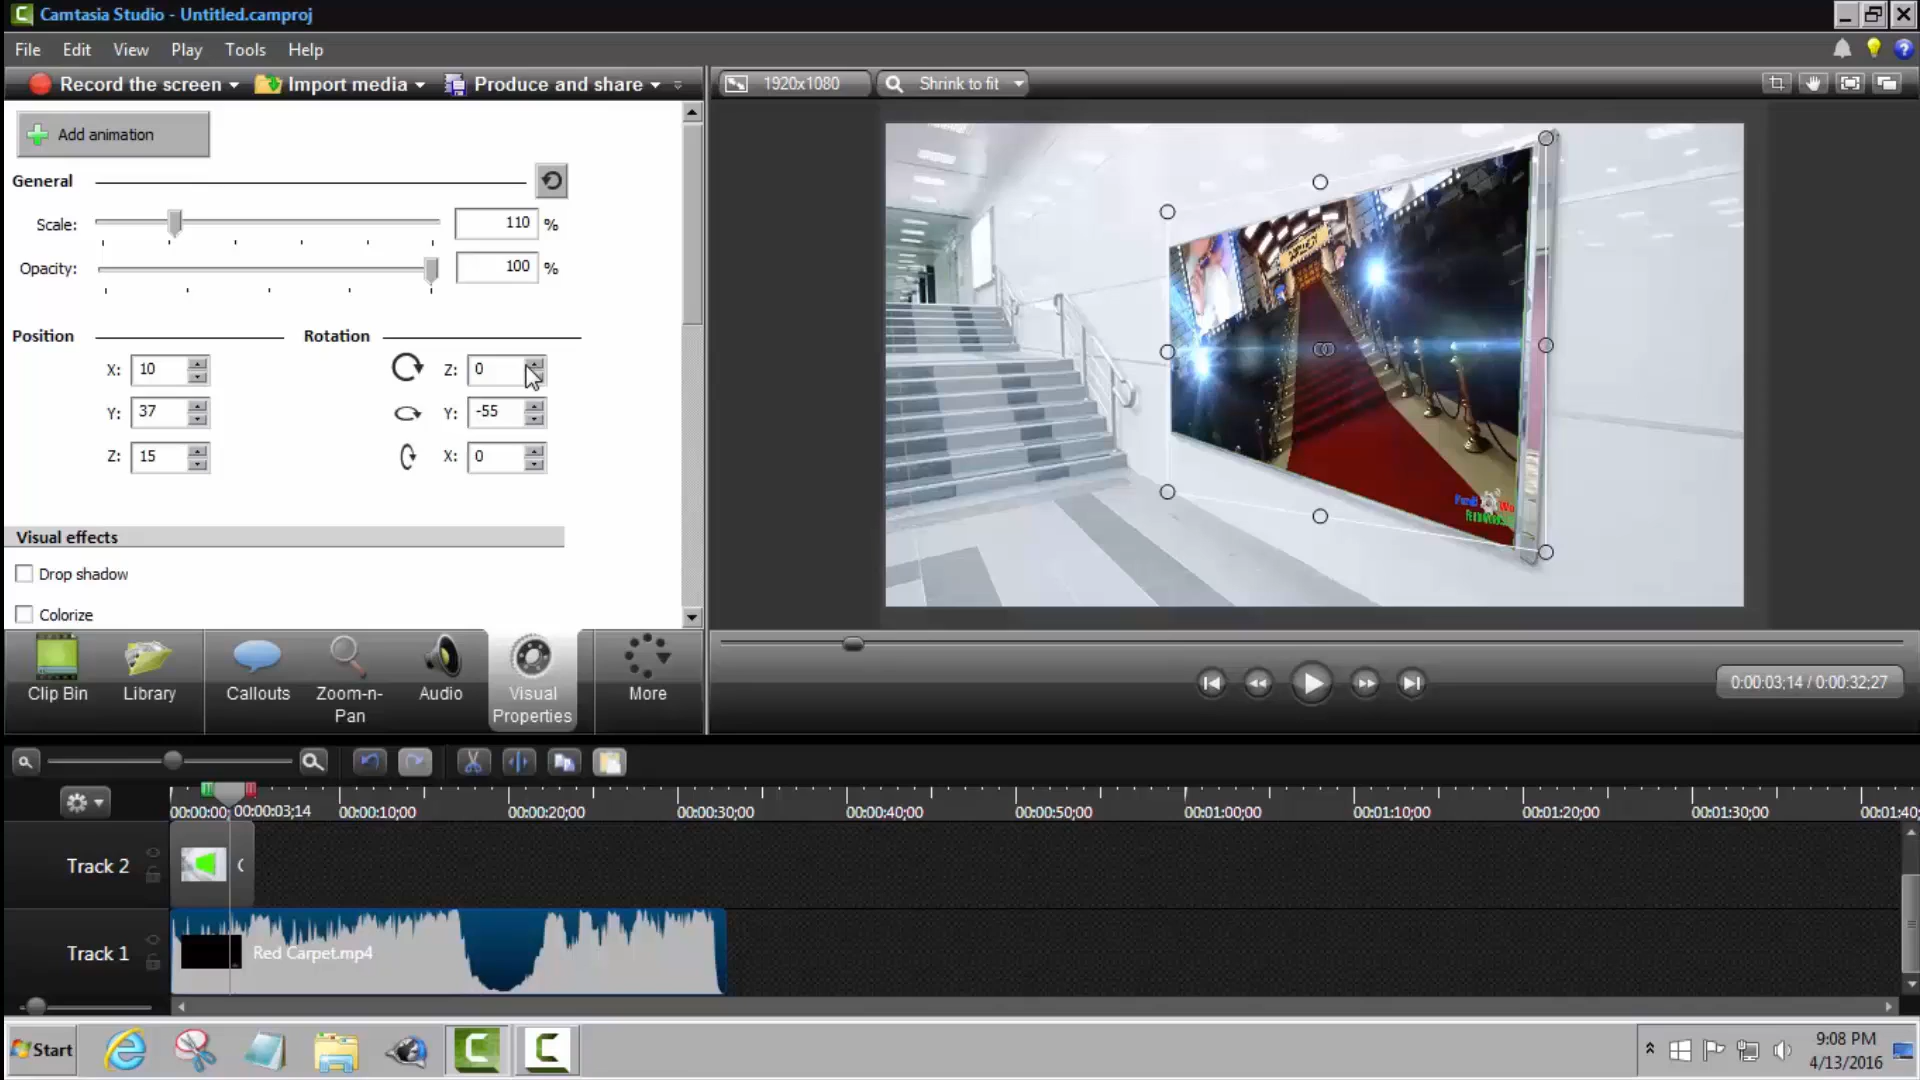 Camtasia Studio - Untitled.camproj
File Edit View Play Tools Help
Record the screen Import media Produce and share
1920x1080 Shrink to fit
Add animation
General
Scale: 110 %
Opacity: 100 %
Position Rotation
X: 10 Z: 0
Y: 37 Y: -55
Z: 15 X: 0
Visual effects
Drop shadow
Colorize
Clip Bin Library Callouts Zoom-n-Pan Audio Visual Properties More
0:00:03;14 / 0:00:32;27
00:00:00; 00:00:03;14 00:00:10;00 00:00:20;00 00:00:30;00 00:00:40;00 00:00:50;00 00:01:00;00 00:01:10;00 00:01:20;00 00:01:30;00 00:01:40;
Track 2
Track 1 Red Carpet.mp4
Start
9:08 PM
4/13/2016